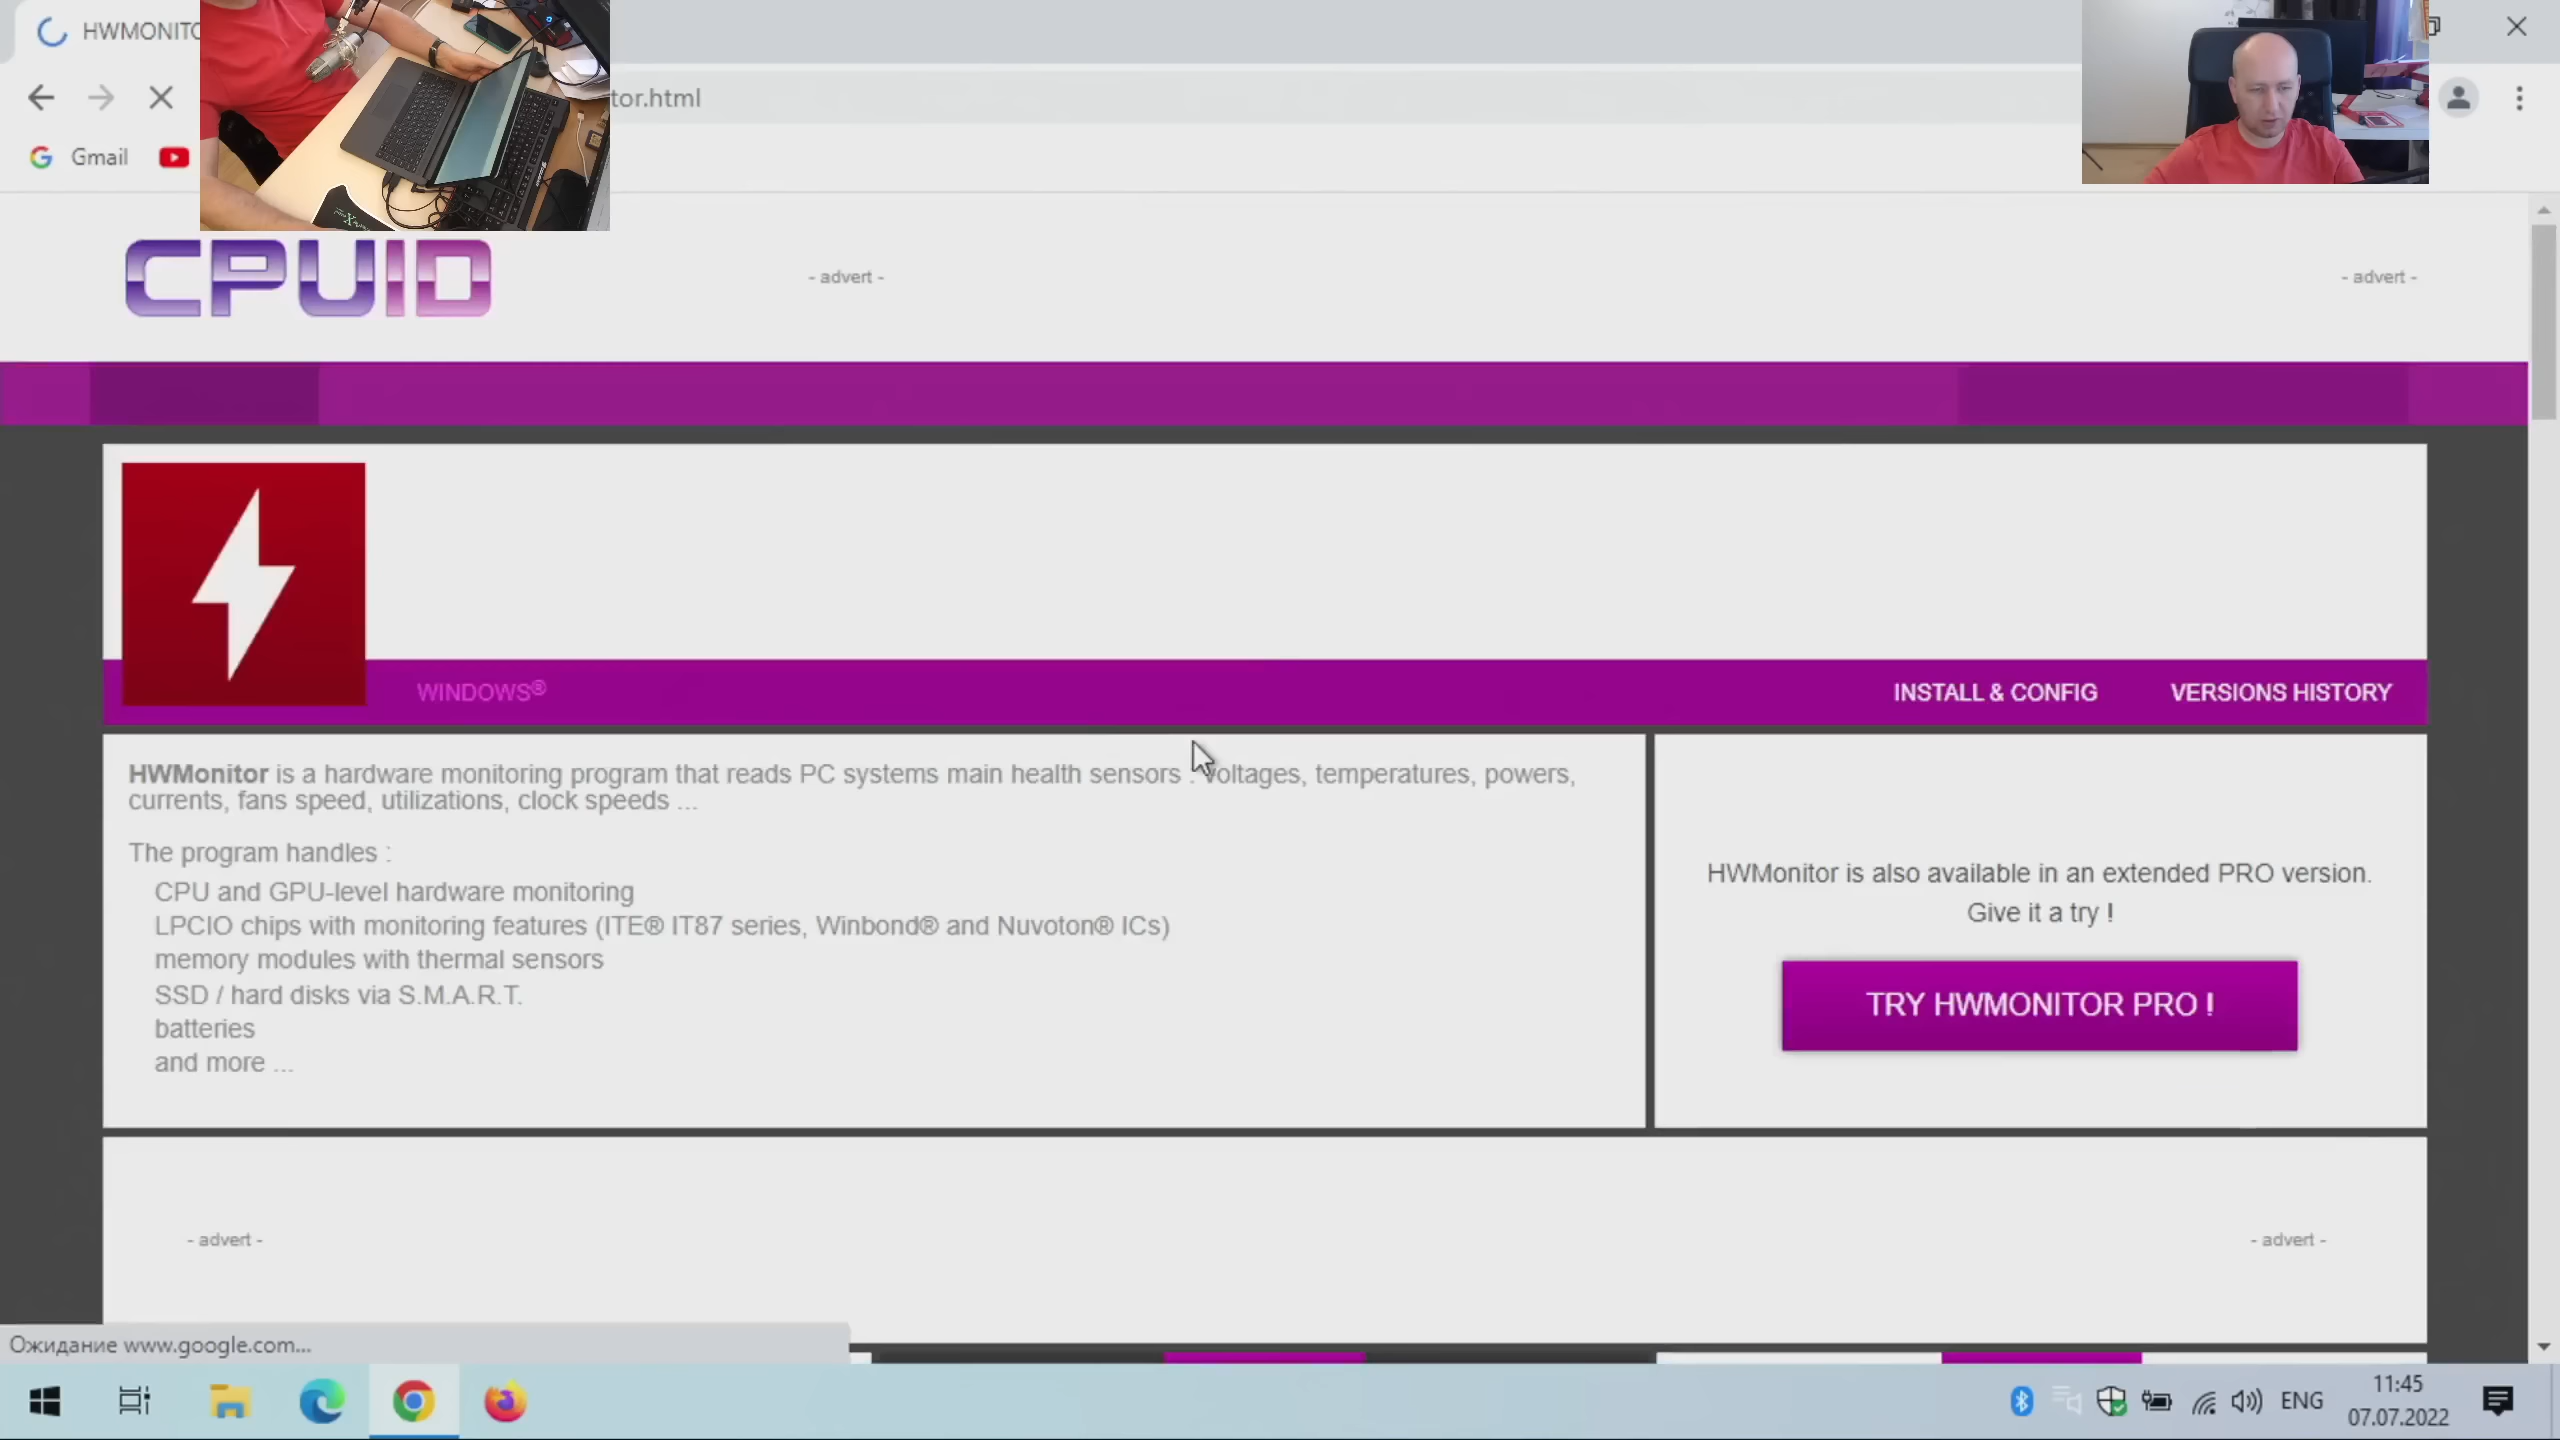 HWMONITO
tor.html
Gmail
CPUID
- advert -
- advert -
WINDOWS®
INSTALL & CONFIG
VERSIONS HISTORY
HWMonitor is a hardware monitoring program that reads PC systems main health sensors : voltages, temperatures, powers,
currents, fans speed, utilizations, clock speeds ...
The program handles :
CPU and GPU-level hardware monitoring
LPCIO chips with monitoring features (ITE® IT87 series, Winbond® and Nuvoton® ICs)
memory modules with thermal sensors
SSD / hard disks via S.M.A.R.T.
batteries
and more ...
HWMonitor is also available in an extended PRO version.
Give it a try !
TRY HWMONITOR PRO !
- advert -
- advert -
Ожидание www.google.com...
ENG
11:45
07.07.2022